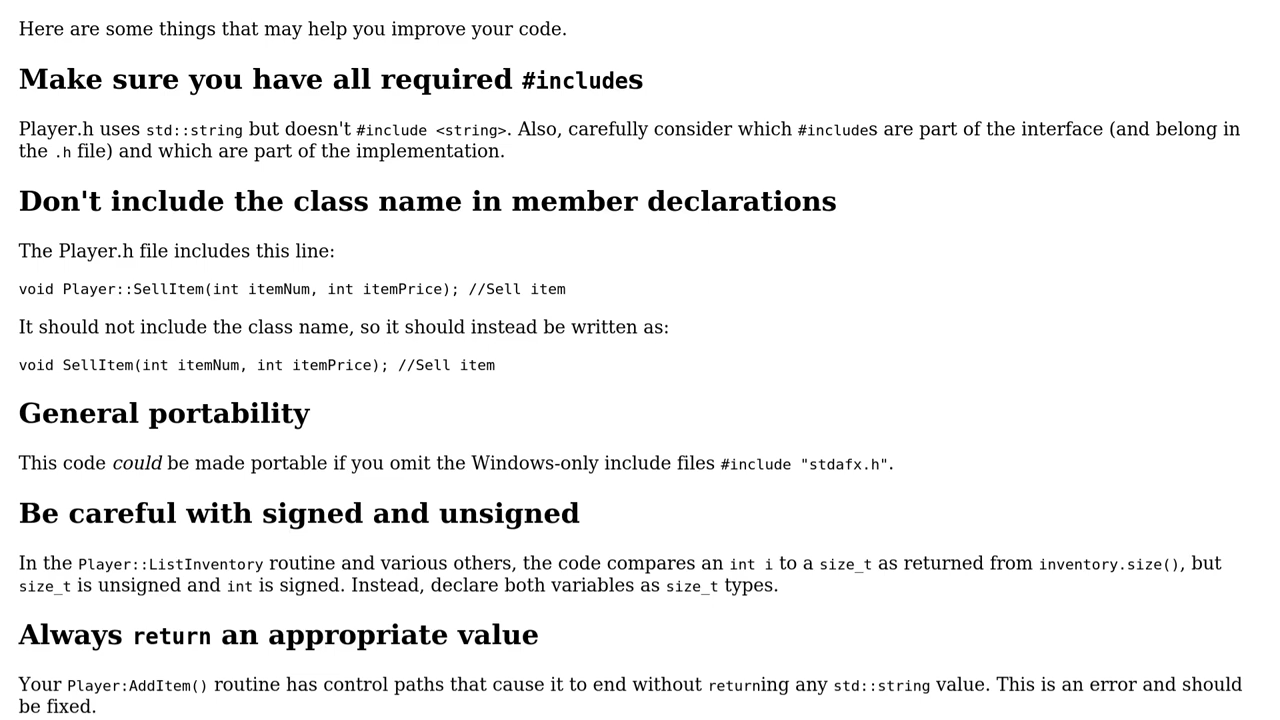 Here are some things that may help you improve your code.
Make sure you have all required #includes
Player.h uses std::string but doesn't #include <string>. Also, carefully consider which #includes are part of the interface (and belong in
the .h file) and which are part of the implementation.
Don't include the class name in member declarations
The Player.h file includes this line:
void Player::SellItem(int itemNum, int itemPrice); //Sell item
It should not include the class name, so it should instead be written as:
void SellItem(int itemNum, int itemPrice); //Sell item
General portability
This code could be made portable if you omit the Windows-only include files #include "stdafx.h".
Be careful with signed and unsigned
In the Player::ListInventory routine and various others, the code compares an int i to a size_t as returned from inventory.size(), but
size_t is unsigned and int is signed. Instead, declare both variables as size_t types.
Always return an appropriate value
Your Player:AddItem() routine has control paths that cause it to end without returning any std::string value. This is an error and should
be fixed.